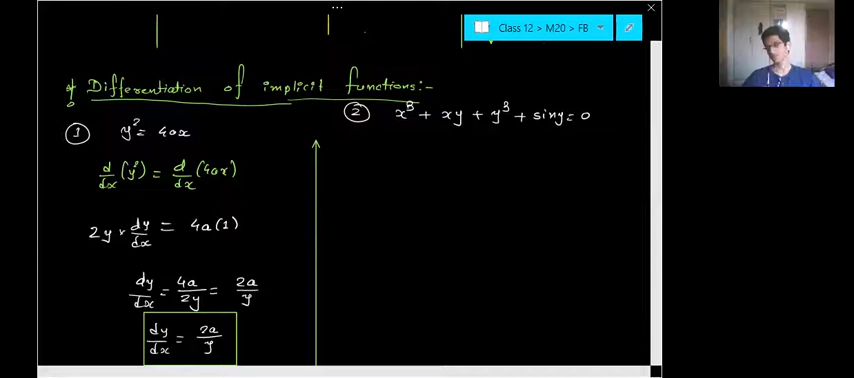 ...
Class 12 > M20 > FB
* Differentiation of implicit functions:-
① y² = 4ax
d/dx (y²) = d/dx (4ax)
2y × dy/dx = 4a(1)
dy/dx = 4a/2y = 2a/y
dy/dx = 2a/y
② x³ + xy + y³ + siny = 0